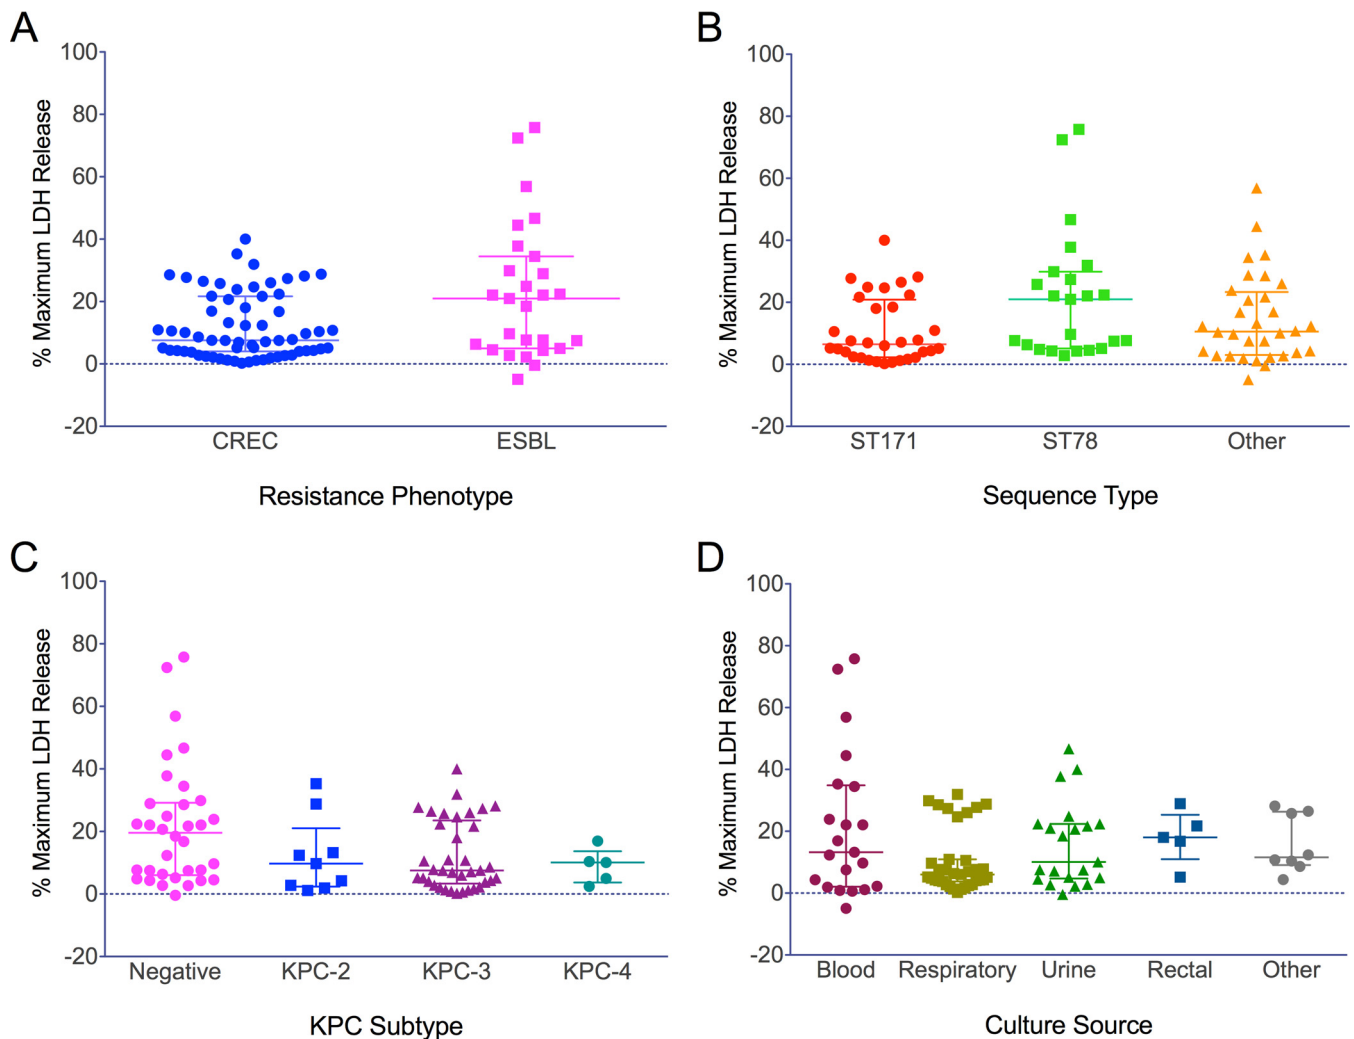 A
% Maximum LDH Release
100
80
60
40
20
0
-20
CREC ESBL
Resistance Phenotype
B
% Maximum LDH Release
100
80
60
40
20
0
-20
ST171 ST78 Other
Sequence Type
C
% Maximum LDH Release
100
80
60
40
20
0
-20
Negative KPC-2 KPC-3 KPC-4
KPC Subtype
D
% Maximum LDH Release
100
80
60
40
20
0
-20
Blood Respiratory Urine Rectal Other
Culture Source